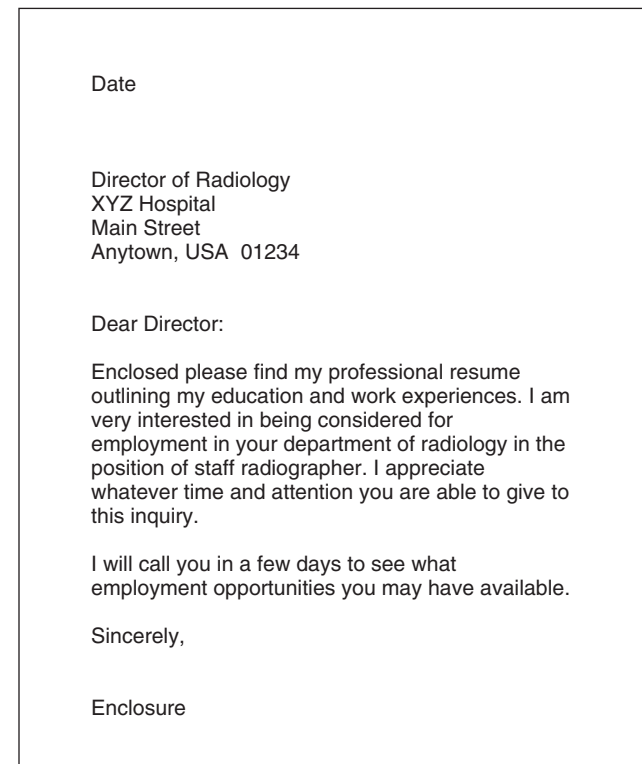 Date
Director of Radiology
XYZ Hospital
Main Street
Anytown, USA  01234
Dear Director:
Enclosed please find my professional resume
outlining my education and work experiences. I am
very interested in being considered for
employment in your department of radiology in the
position of staff radiographer. I appreciate
whatever time and attention you are able to give to
this inquiry.
I will call you in a few days to see what
employment opportunities you may have available.
Sincerely,
Enclosure